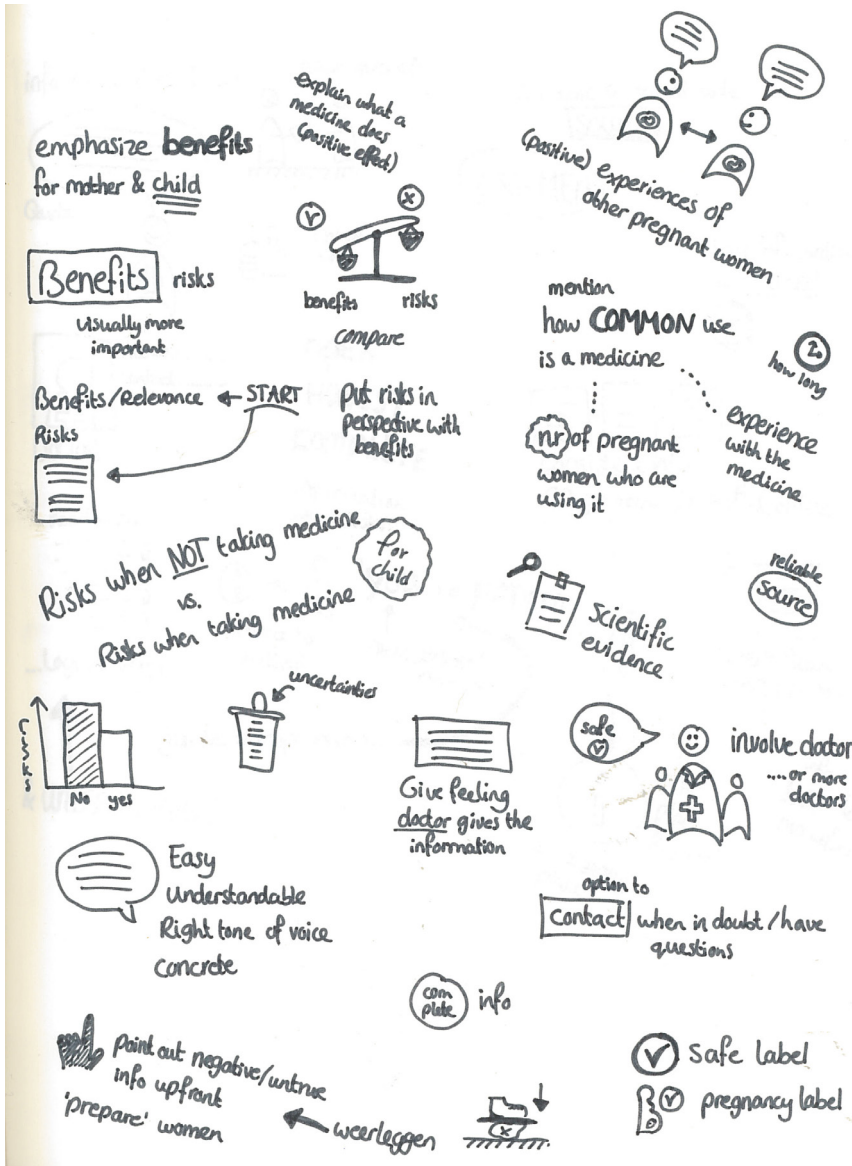 emphasize benefits
for mother & child
explain what a
medicine does
(positive effect)
(positive) experiences of
other pregnant women
Benefits risks
visually more
important
benefits risks
compare
mention
how COMMON use
is a medicine
how long
experience
with the
medicine
nr of pregnant
women who are
using it
Benefits/Relevance ← START
Risks
put risks in
perspective with
benefits
Risks when NOT taking medicine
vs.
Risks when taking medicine
for
child
Scientific
evidence
reliable
source
risks
No yes
uncertainties
Give feeling
doctor gives the
information
safe
involve doctor
....or more
doctors
Easy
understandable
Right tone of voice
concrete
option to
contact when in doubt/have
questions
com
plete info
Point out negative/untrue
info upfront
'prepare' women
weerleggen
Safe label
pregnancy label